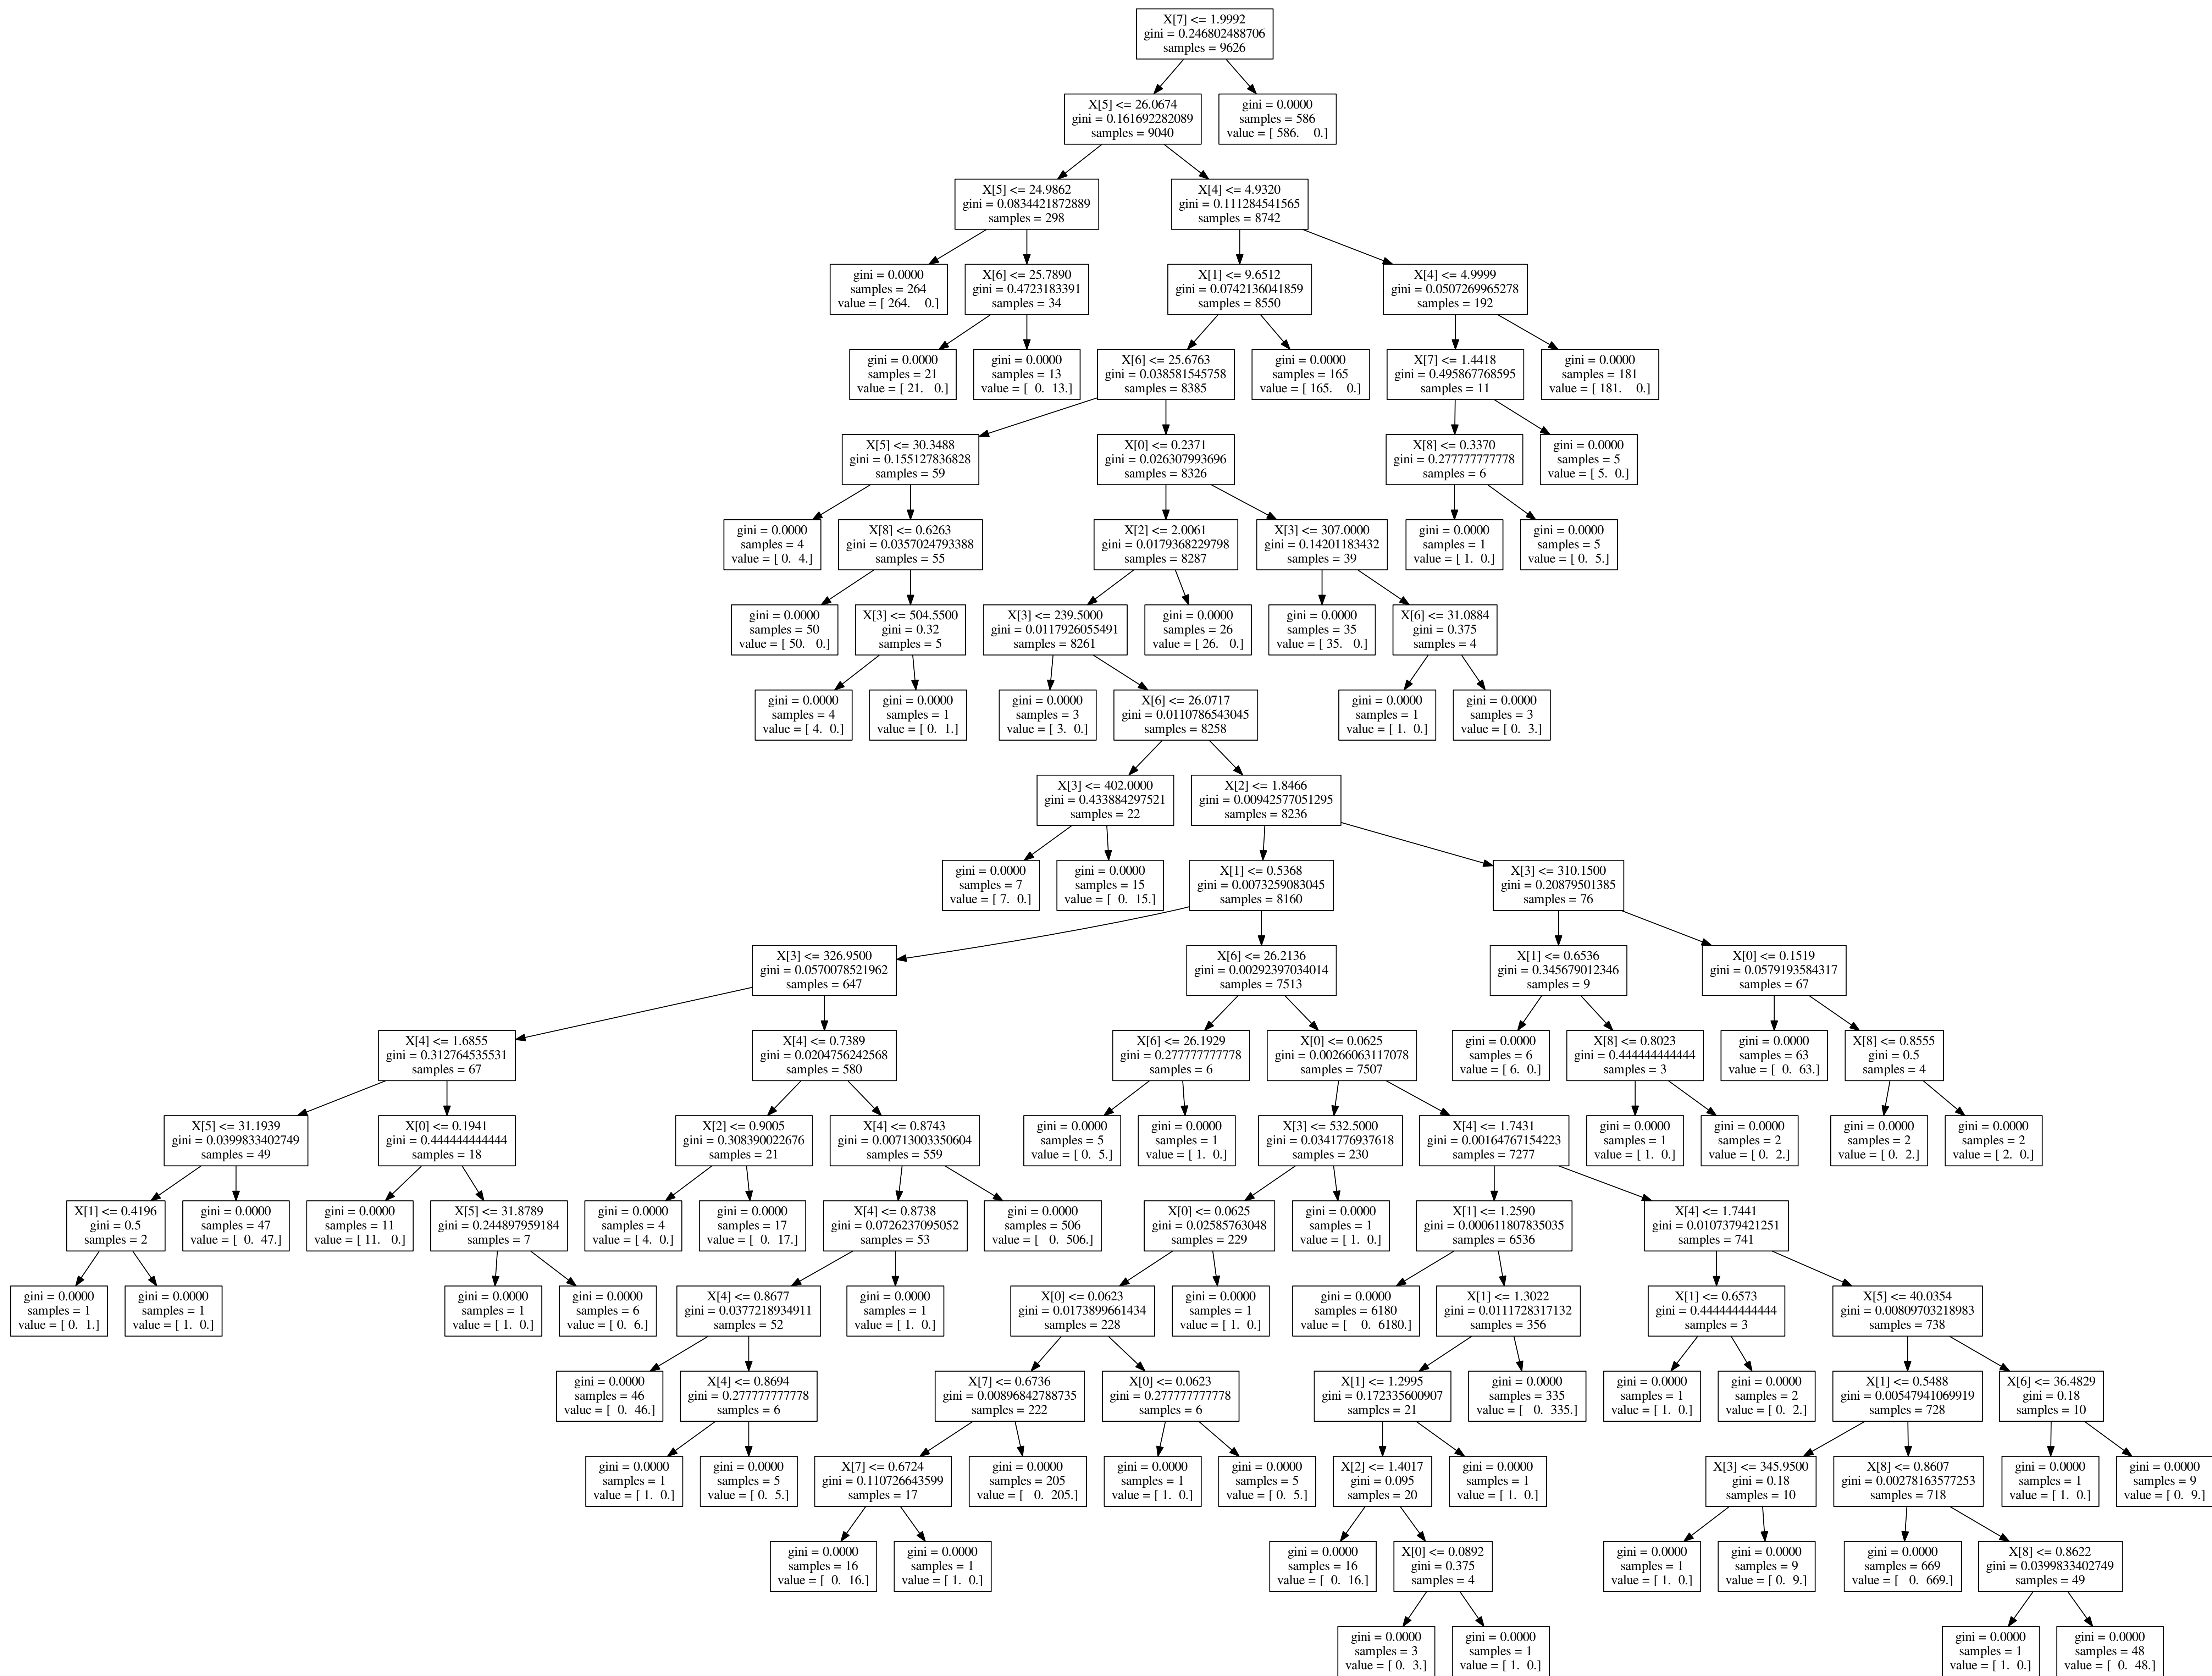 X[7] <= 1.9992
gini = 0.246802488706
samples = 9626
X[5] <= 26.0674
gini = 0.161692282089
samples = 9040
gini = 0.0000
samples = 586
value = [ 586. 0.]
X[5] <= 24.9862
gini = 0.0834421872889
samples = 298
X[4] <= 4.9320
gini = 0.111284541565
samples = 8742
gini = 0.0000
samples = 264
value = [ 264. 0.]
X[6] <= 25.7890
gini = 0.4723183391
samples = 34
X[1] <= 9.6512
gini = 0.0742136041859
samples = 8550
X[4] <= 4.9999
gini = 0.0507269965278
samples = 192
gini = 0.0000
samples = 21
value = [ 21. 0.]
gini = 0.0000
samples = 13
value = [ 0. 13.]
X[6] <= 25.6763
gini = 0.038581545758
samples = 8385
gini = 0.0000
samples = 165
value = [ 165. 0.]
X[7] <= 1.4418
gini = 0.495867768595
samples = 11
gini = 0.0000
samples = 181
value = [ 181. 0.]
X[5] <= 30.3488
gini = 0.155127836828
samples = 59
X[0] <= 0.2371
gini = 0.026307993696
samples = 8326
X[8] <= 0.3370
gini = 0.277777777778
samples = 6
gini = 0.0000
samples = 5
value = [ 5. 0.]
gini = 0.0000
samples = 4
value = [ 0. 4.]
X[8] <= 0.6263
gini = 0.0357024793388
samples = 55
X[2] <= 2.0061
gini = 0.0179368229798
samples = 8287
X[3] <= 307.0000
gini = 0.14201183432
samples = 39
gini = 0.0000
samples = 1
value = [ 1. 0.]
gini = 0.0000
samples = 5
value = [ 0. 5.]
gini = 0.0000
samples = 50
value = [ 50. 0.]
X[3] <= 504.5500
gini = 0.32
samples = 5
X[3] <= 239.5000
gini = 0.0117926055491
samples = 8261
gini = 0.0000
samples = 26
value = [ 26. 0.]
gini = 0.0000
samples = 35
value = [ 35. 0.]
X[6] <= 31.0884
gini = 0.375
samples = 4
gini = 0.0000
samples = 4
value = [ 4. 0.]
gini = 0.0000
samples = 1
value = [ 0. 1.]
gini = 0.0000
samples = 3
value = [ 3. 0.]
X[6] <= 26.0717
gini = 0.0110786543045
samples = 8258
gini = 0.0000
samples = 1
value = [ 1. 0.]
gini = 0.0000
samples = 3
value = [ 0. 3.]
X[3] <= 402.0000
gini = 0.433884297521
samples = 22
X[2] <= 1.8466
gini = 0.00942577051295
samples = 8236
gini = 0.0000
samples = 7
value = [ 7. 0.]
gini = 0.0000
samples = 15
value = [ 0. 15.]
X[1] <= 0.5368
gini = 0.0073259083045
samples = 8160
X[3] <= 310.1500
gini = 0.20879501385
samples = 76
X[3] <= 326.9500
gini = 0.0570078521962
samples = 647
X[6] <= 26.2136
gini = 0.00292397034014
samples = 7513
X[1] <= 0.6536
gini = 0.345679012346
samples = 9
X[0] <= 0.1519
gini = 0.0579193584317
samples = 67
X[4] <= 1.6855
gini = 0.312764535531
samples = 67
X[4] <= 0.7389
gini = 0.0204756242568
samples = 580
X[6] <= 26.1929
gini = 0.277777777778
samples = 6
X[0] <= 0.0625
gini = 0.00266063117078
samples = 7507
gini = 0.0000
samples = 6
value = [ 6. 0.]
X[8] <= 0.8023
gini = 0.444444444444
samples = 3
gini = 0.0000
samples = 63
value = [ 0. 63.]
X[8] <= 0.8555
gini = 0.5
samples = 4
X[5] <= 31.1939
gini = 0.0399833402749
samples = 49
X[0] <= 0.1941
gini = 0.444444444444
samples = 18
X[2] <= 0.9005
gini = 0.308390022676
samples = 21
X[4] <= 0.8743
gini = 0.00713003350604
samples = 559
gini = 0.0000
samples = 5
value = [ 0. 5.]
gini = 0.0000
samples = 1
value = [ 1. 0.]
X[3] <= 532.5000
gini = 0.0341776937618
samples = 230
X[4] <= 1.7431
gini = 0.00164767154223
samples = 7277
gini = 0.0000
samples = 1
value = [ 1. 0.]
gini = 0.0000
samples = 2
value = [ 0. 2.]
gini = 0.0000
samples = 2
value = [ 0. 2.]
gini = 0.0000
samples = 2
value = [ 2. 0.]
X[1] <= 0.4196
gini = 0.5
samples = 2
gini = 0.0000
samples = 47
value = [ 0. 47.]
gini = 0.0000
samples = 11
value = [ 11. 0.]
X[5] <= 31.8789
gini = 0.244897959184
samples = 7
gini = 0.0000
samples = 4
value = [ 4. 0.]
gini = 0.0000
samples = 17
value = [ 0. 17.]
X[4] <= 0.8738
gini = 0.0726237095052
samples = 53
gini = 0.0000
samples = 506
value = [ 0. 506.]
X[0] <= 0.0625
gini = 0.02585763048
samples = 229
gini = 0.0000
samples = 1
value = [ 1. 0.]
X[1] <= 1.2590
gini = 0.000611807835035
samples = 6536
X[4] <= 1.7441
gini = 0.0107379421251
samples = 741
gini = 0.0000
samples = 1
value = [ 0. 1.]
gini = 0.0000
samples = 1
value = [ 1. 0.]
gini = 0.0000
samples = 1
value = [ 1. 0.]
gini = 0.0000
samples = 6
value = [ 0. 6.]
X[4] <= 0.8677
gini = 0.0377218934911
samples = 52
gini = 0.0000
samples = 1
value = [ 1. 0.]
X[0] <= 0.0623
gini = 0.0173899661434
samples = 228
gini = 0.0000
samples = 1
value = [ 1. 0.]
gini = 0.0000
samples = 6180
value = [ 0. 6180.]
X[1] <= 1.3022
gini = 0.0111728317132
samples = 356
X[1] <= 0.6573
gini = 0.444444444444
samples = 3
X[5] <= 40.0354
gini = 0.00809703218983
samples = 738
gini = 0.0000
samples = 46
value = [ 0. 46.]
X[4] <= 0.8694
gini = 0.277777777778
samples = 6
X[7] <= 0.6736
gini = 0.00896842788735
samples = 222
X[0] <= 0.0623
gini = 0.277777777778
samples = 6
X[1] <= 1.2995
gini = 0.172335600907
samples = 21
gini = 0.0000
samples = 335
value = [ 0. 335.]
gini = 0.0000
samples = 1
value = [ 1. 0.]
gini = 0.0000
samples = 2
value = [ 0. 2.]
X[1] <= 0.5488
gini = 0.00547941069919
samples = 728
X[6] <= 36.4829
gini = 0.18
samples = 10
gini = 0.0000
samples = 1
value = [ 1. 0.]
gini = 0.0000
samples = 5
value = [ 0. 5.]
X[7] <= 0.6724
gini = 0.110726643599
samples = 17
gini = 0.0000
samples = 205
value = [ 0. 205.]
gini = 0.0000
samples = 1
value = [ 1. 0.]
gini = 0.0000
samples = 5
value = [ 0. 5.]
X[2] <= 1.4017
gini = 0.095
samples = 20
gini = 0.0000
samples = 1
value = [ 1. 0.]
X[3] <= 345.9500
gini = 0.18
samples = 10
X[8] <= 0.8607
gini = 0.00278163577253
samples = 718
gini = 0.0000
samples = 1
value = [ 1. 0.]
gini = 0.0000
samples = 9
value = [ 0. 9.]
gini = 0.0000
samples = 16
value = [ 0. 16.]
gini = 0.0000
samples = 1
value = [ 1. 0.]
gini = 0.0000
samples = 16
value = [ 0. 16.]
X[0] <= 0.0892
gini = 0.375
samples = 4
gini = 0.0000
samples = 1
value = [ 1. 0.]
gini = 0.0000
samples = 9
value = [ 0. 9.]
gini = 0.0000
samples = 669
value = [ 0. 669.]
X[8] <= 0.8622
gini = 0.0399833402749
samples = 49
gini = 0.0000
samples = 3
value = [ 0. 3.]
gini = 0.0000
samples = 1
value = [ 1. 0.]
gini = 0.0000
samples = 1
value = [ 1. 0.]
gini = 0.0000
samples = 48
value = [ 0. 48.]